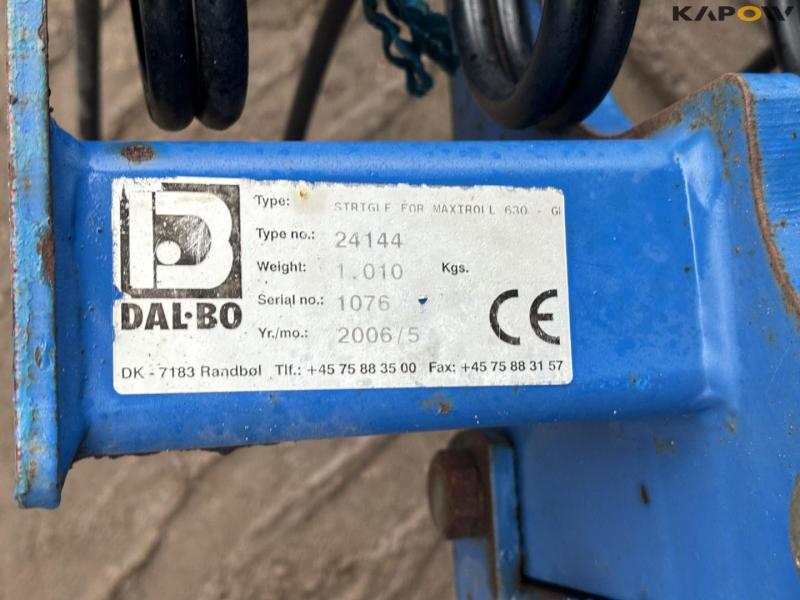 KAPOW
Type: STRIGLE FOR MAXIROLL 630 - G
Type no.: 24144
Weight: 1.010 Kgs.
Serial no.: 1076
Yr./mo.: 2006/5
DAL·BO
CE
DK - 7183 Randbøl Tlf.: +45 75 88 35 00 Fax: +45 75 88 31 57